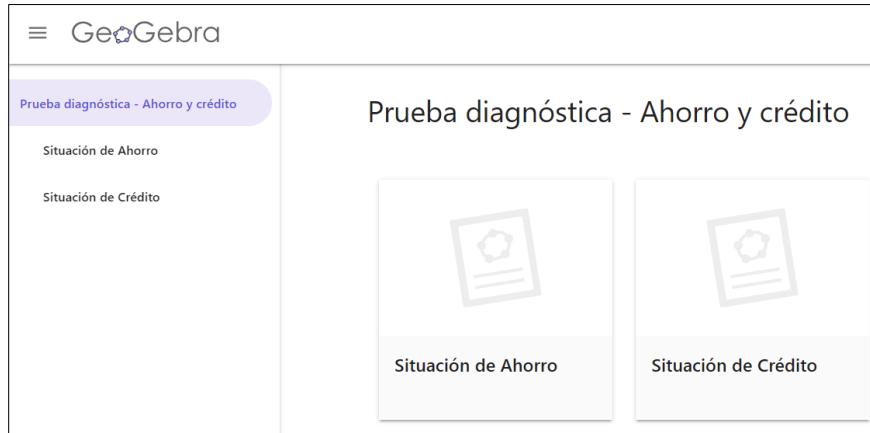 GeoGebra
Prueba diagnóstica - Ahorro y crédito
Situación de Ahorro
Situación de Crédito
Prueba diagnóstica - Ahorro y crédito
Situación de Ahorro
Situación de Crédito